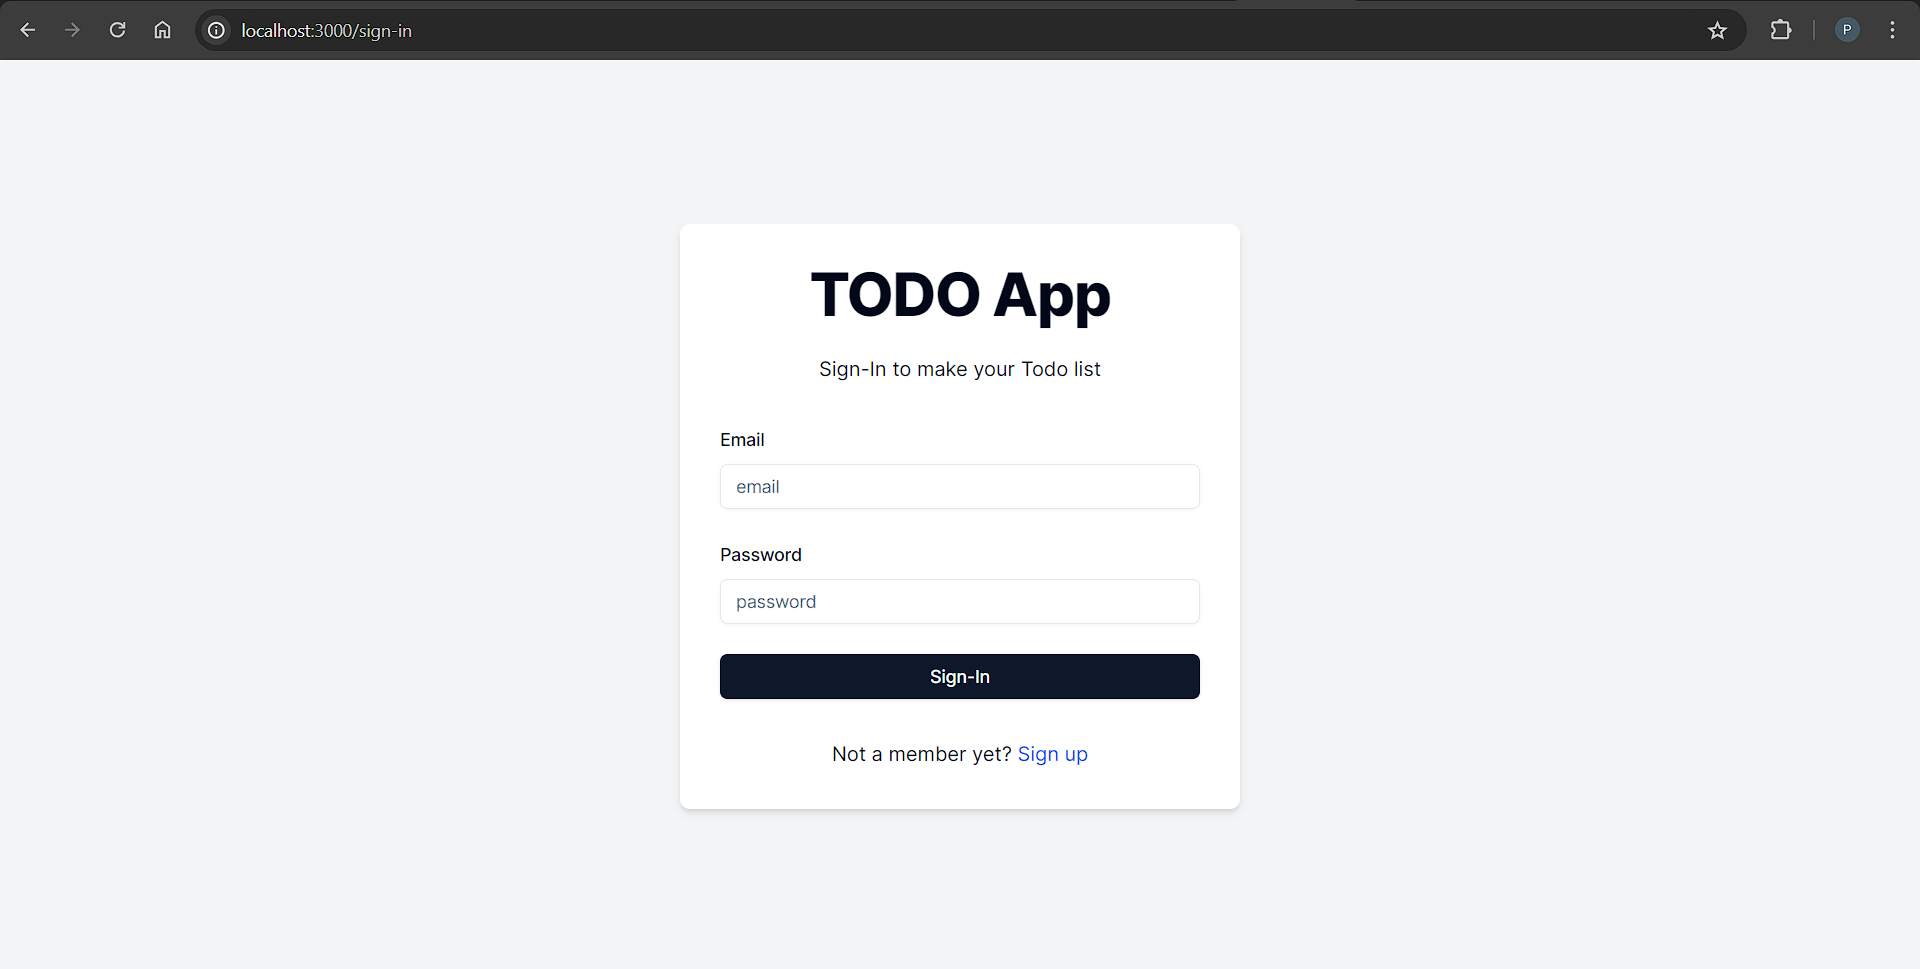 localhost:3000/sign-in
P
TODO App
Sign-In to make your Todo list
Email
email
Password
password
Sign-In
Not a member yet? Sign up